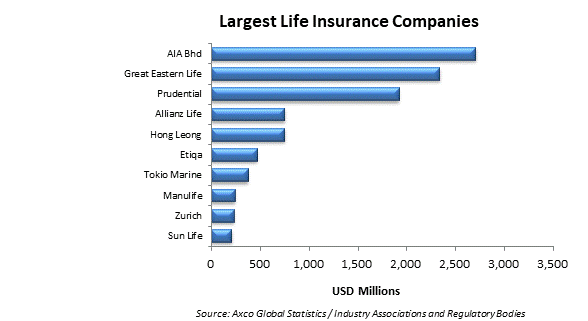 Largest Life Insurance Companies
AIA Bhd
Great Eastern Life
Prudential
Allianz Life
Hong Leong
Etiqa
Tokio Marine
Manulife
Zurich
Sun Life
0 500 1,000 1,500 2,000 2,500 3,000 3,500
USD Millions
Source: Axco Global Statistics / Industry Associations and Regulatory Bodies